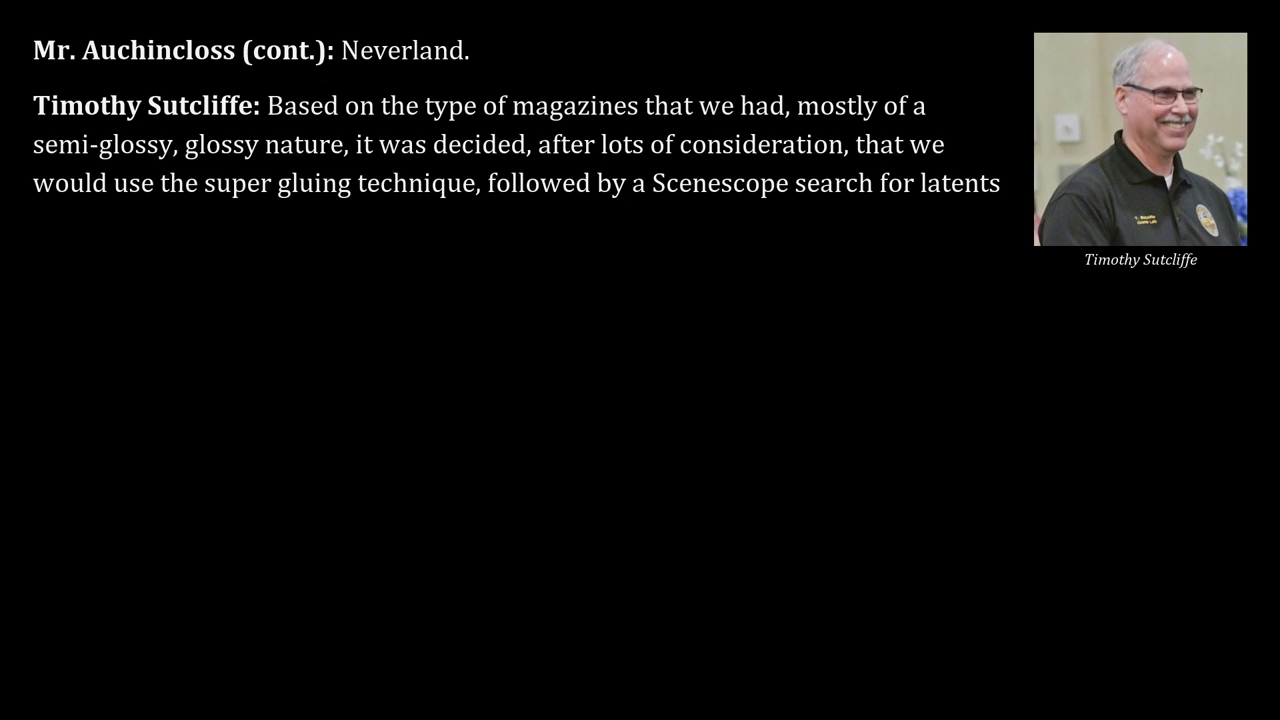 Mr. Auchincloss (cont.): Neverland.
Timothy Sutcliffe: Based on the type of magazines that we had, mostly of a
semi-glossy, glossy nature, it was decided, after lots of consideration, that we
would use the super gluing technique, followed by a Scenescope search for latents
Timothy Sutcliffe